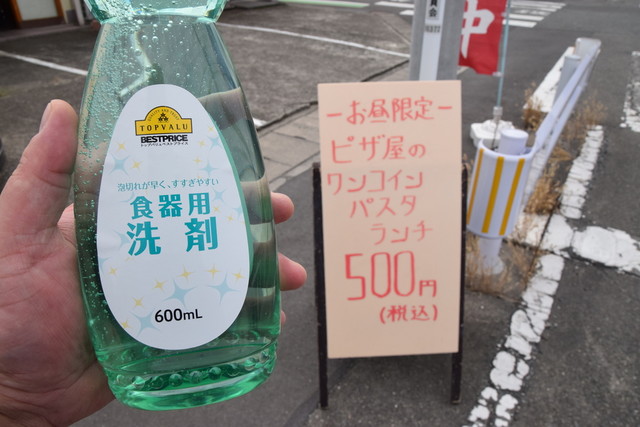 TOPVALU
BESTPRICE
トップバリュベストプライス
泡切れが早く、すすぎやすい
食器用
洗剤
600mL
ーお昼限定ー
ピザ屋の
ワンコイン
パスタ
ランチ
500円
(税込)
中